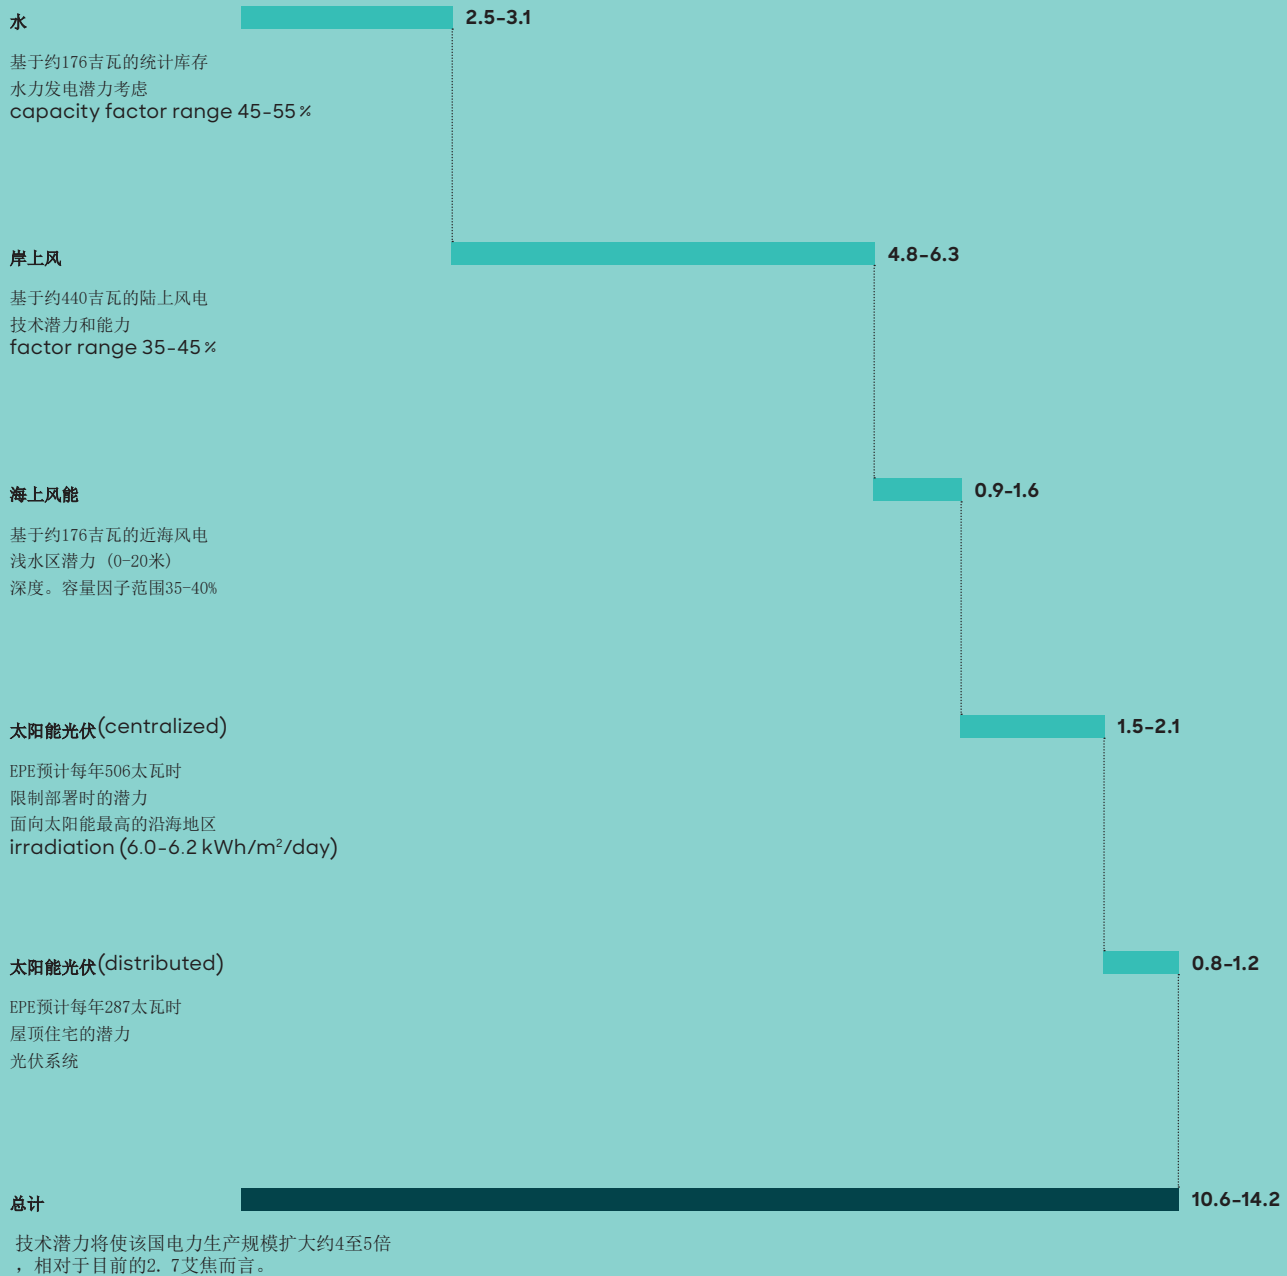 水
2.5-3.1
基于约176吉瓦的统计库存
水力发电潜力考虑
capacity factor range 45-55%
岸上风
4.8-6.3
基于约440吉瓦的陆上风电
技术潜力和能力
factor range 35-45%
海上风能
0.9-1.6
基于约176吉瓦的近海风电
浅水区潜力 (0-20米)
深度。容量因子范围35-40%
太阳能光伏(centralized)
1.5-2.1
EPE预计每年506太瓦时
限制部署时的潜力
面向太阳能最高的沿海地区
irradiation (6.0-6.2 kWh/m²/day)
太阳能光伏(distributed)
0.8-1.2
EPE预计每年287太瓦时
屋顶住宅的潜力
光伏系统
总计
10.6-14.2
技术潜力将使该国电力生产规模扩大约4至5倍
，相对于目前的2. 7艾焦而言。